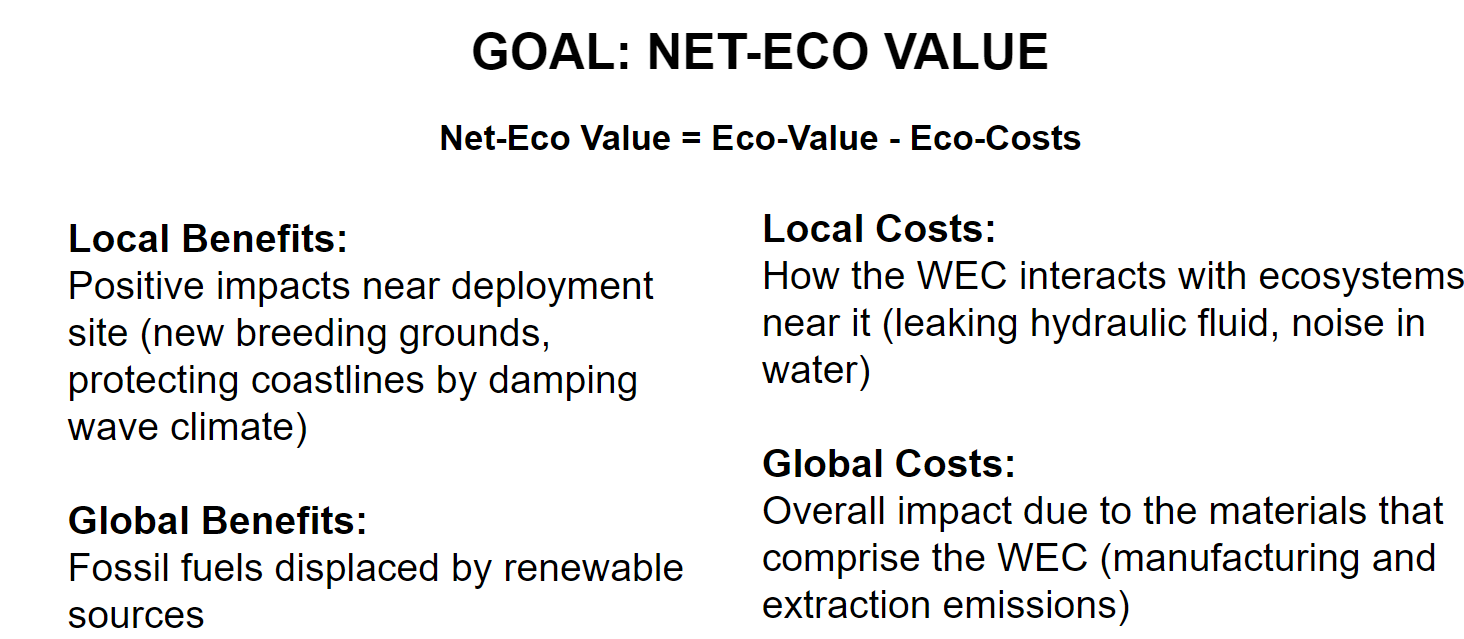 GOAL: NET-ECO VALUE
Net-Eco Value = Eco-Value - Eco-Costs
Local Benefits:
Positive impacts near deployment
site (new breeding grounds,
protecting coastlines by damping
wave climate)
Global Benefits:
Fossil fuels displaced by renewable
sources
Local Costs:
How the WEC interacts with ecosystems
near it (leaking hydraulic fluid, noise in
water)
Global Costs:
Overall impact due to the materials that
comprise the WEC (manufacturing and
extraction emissions)